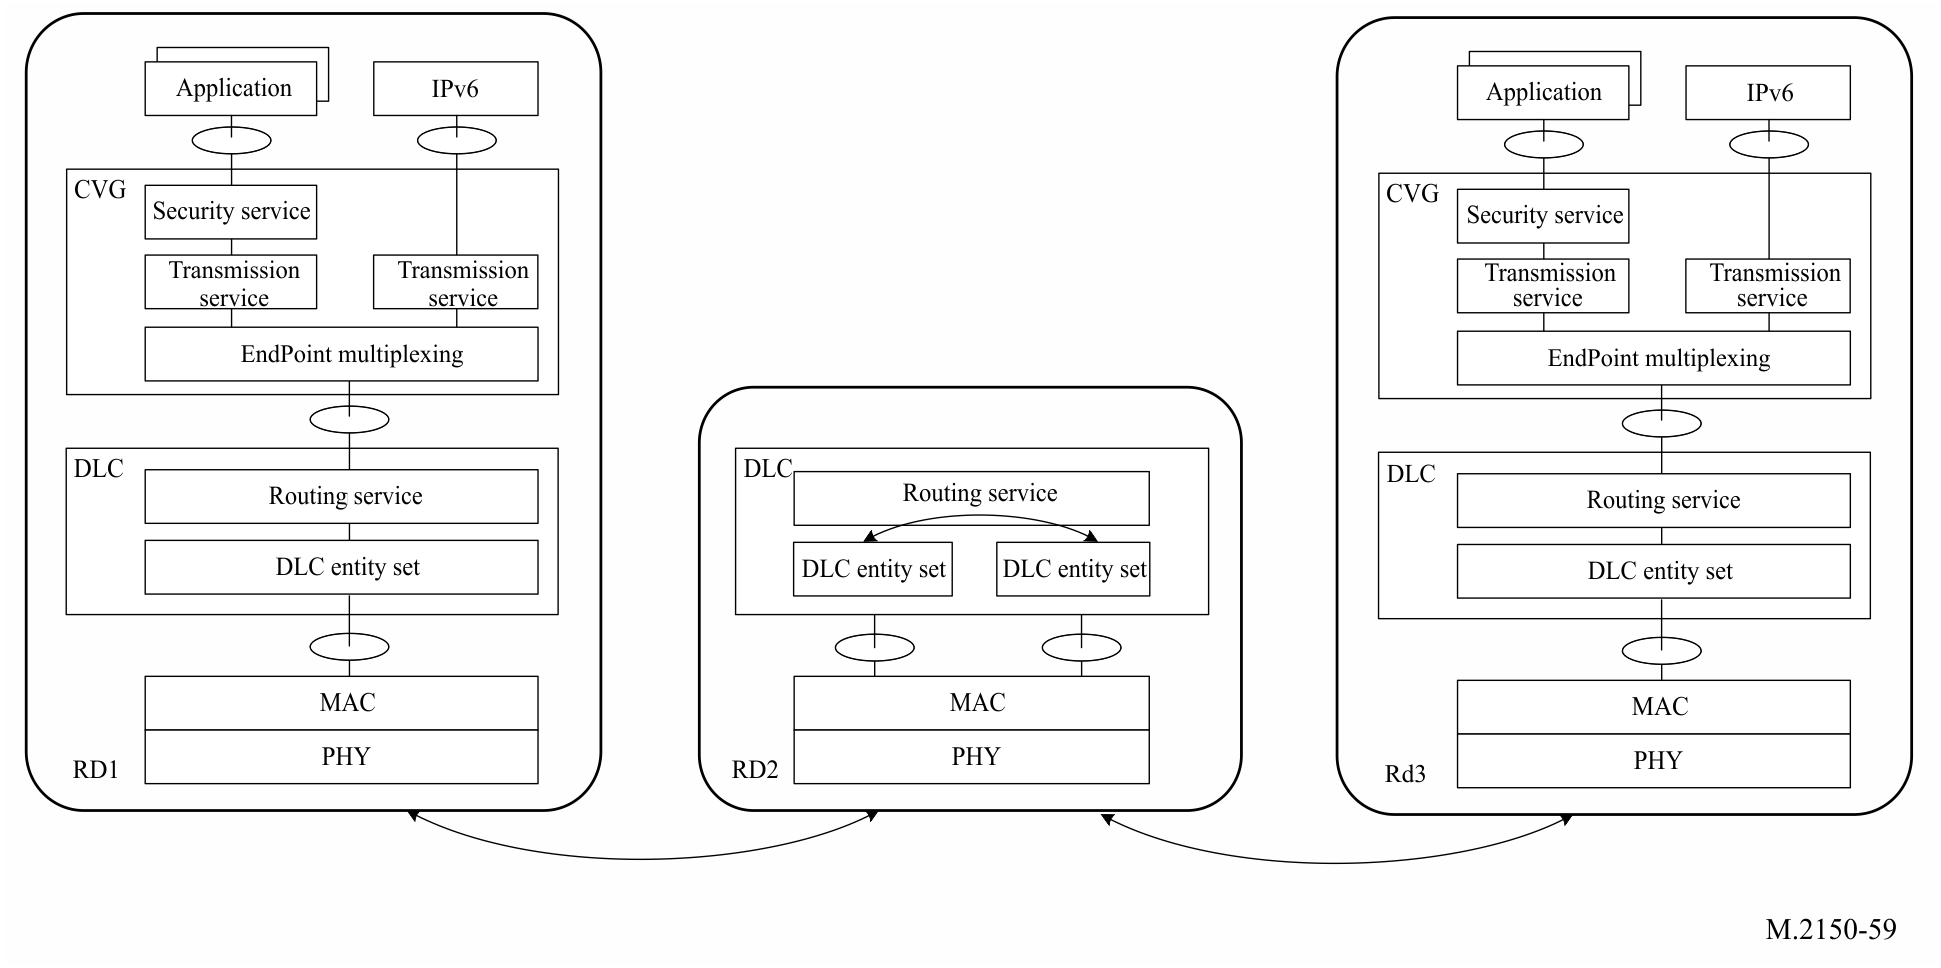 Application
IPv6
CVG
Security service
Transmission
service
Transmission
service
EndPoint multiplexing
DLC
Routing service
DLC entity set
MAC
PHY
RD1
DLC
Routing service
DLC entity set
DLC entity set
MAC
PHY
RD2
Application
IPv6
CVG
Security service
Transmission
service
Transmission
service
EndPoint multiplexing
DLC
Routing service
DLC entity set
MAC
PHY
Rd3
M.2150-59